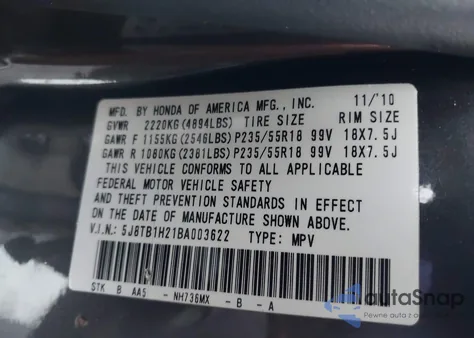 MFD. BY HONDA OF AMERICA MFG., INC. 11/'10
GVWR 2220KG(4894LBS) TIRE SIZE RIM SIZE
GAWR F 1155KG(2546LBS)P235/55R18 99V 18X7.5J
GAWR R 1080KG(2381LBS)P235/55R18 99V 18X7.5J
THIS VEHICLE CONFORMS TO ALL APPLICABLE
FEDERAL MOTOR VEHICLE SAFETY
AND THEFT PREVENTION STANDARDS IN EFFECT
ON THE DATE OF MANUFACTURE SHOWN ABOVE.
V.I.N.: 5J8TB1H21BA003622 TYPE: MPV
STK B AA5 - NH736MX - B - A
autoSnap
Pewne auto z USA